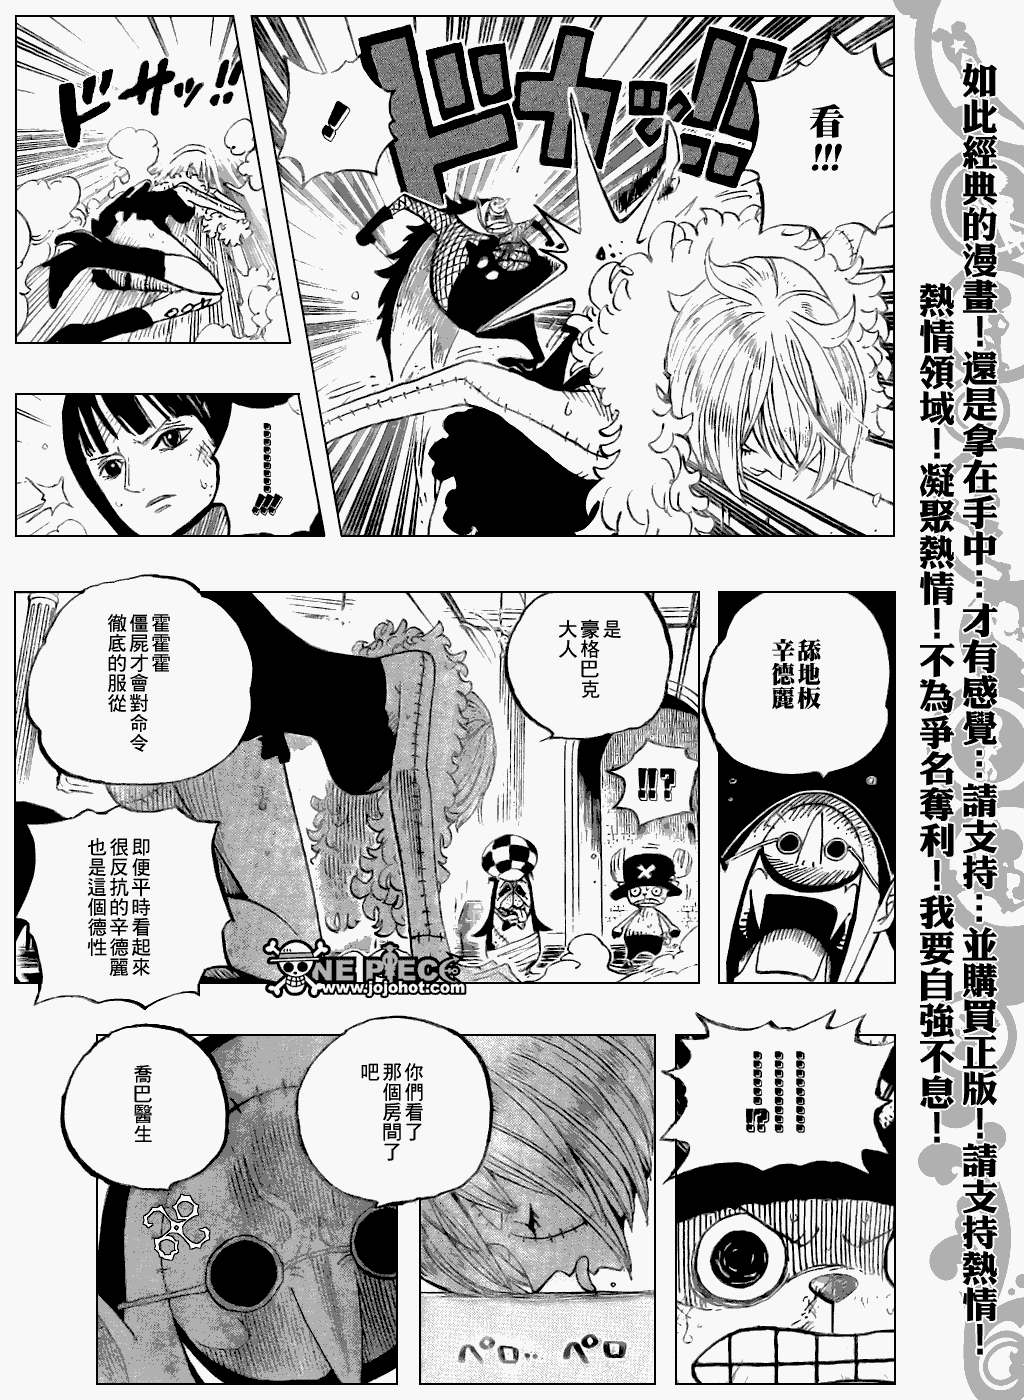 如此經典的漫畫！還是拿在手中…才有感覺…請支持…並購買正版！請支持熱情！
熱情領域！凝聚熱情！不為爭名奪利！我要自強不息！
看!!!
ドカッ!!
!
ドサッ!!
………!!!
舔地板
辛德麗
是
豪格巴克
大人
!!?
霍霍霍
僵屍才會對命令
徹底的服從
即便平時看起來
很反抗的辛德麗
也是這個德性
ONE PIECE
www.jojohot.com
………………!?
你們看了
那個房間了
吧
ペロ‥ペロ
喬巴醫生